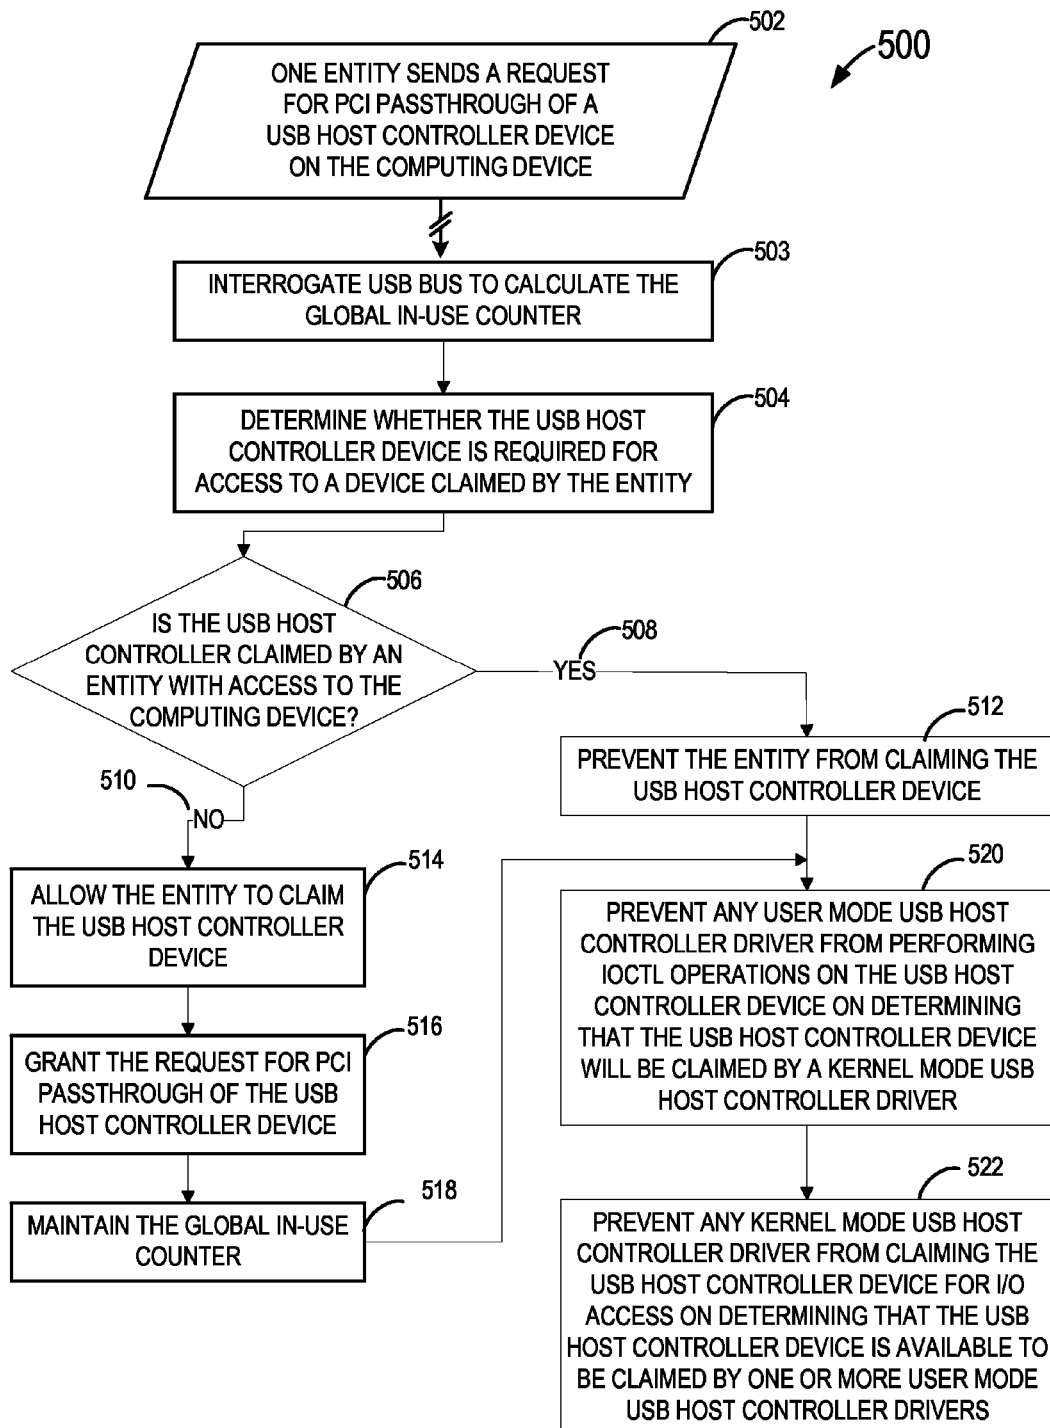 502
500
ONE ENTITY SENDS A REQUEST
FOR PCI PASSTHROUGH OF A
USB HOST CONTROLLER DEVICE
ON THE COMPUTING DEVICE
503
INTERROGATE USB BUS TO CALCULATE THE
GLOBAL IN-USE COUNTER
504
DETERMINE WHETHER THE USB HOST
CONTROLLER DEVICE IS REQUIRED FOR
ACCESS TO A DEVICE CLAIMED BY THE ENTITY
506
IS THE USB HOST
CONTROLLER CLAIMED BY AN
ENTITY WITH ACCESS TO THE
COMPUTING DEVICE?
508
YES
510
NO
512
PREVENT THE ENTITY FROM CLAIMING THE
USB HOST CONTROLLER DEVICE
514
ALLOW THE ENTITY TO CLAIM
THE USB HOST CONTROLLER
DEVICE
516
GRANT THE REQUEST FOR PCI
PASSTHROUGH OF THE USB
HOST CONTROLLER DEVICE
518
MAINTAIN THE GLOBAL IN-USE
COUNTER
520
PREVENT ANY USER MODE USB HOST
CONTROLLER DRIVER FROM PERFORMING
IOCTL OPERATIONS ON THE USB HOST
CONTROLLER DEVICE ON DETERMINING
THAT THE USB HOST CONTROLLER DEVICE
WILL BE CLAIMED BY A KERNEL MODE USB
HOST CONTROLLER DRIVER
522
PREVENT ANY KERNEL MODE USB HOST
CONTROLLER DRIVER FROM CLAIMING THE
USB HOST CONTROLLER DEVICE FOR I/O
ACCESS ON DETERMINING THAT THE USB
HOST CONTROLLER DEVICE IS AVAILABLE TO
BE CLAIMED BY ONE OR MORE USER MODE
USB HOST CONTROLLER DRIVERS